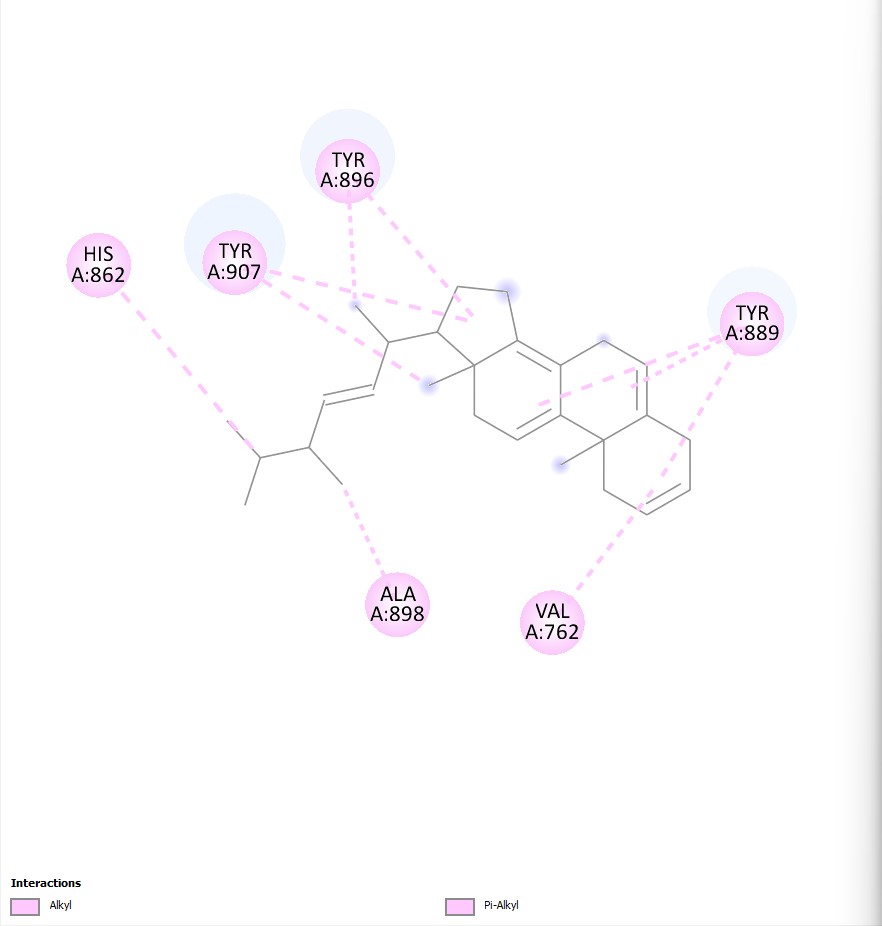 TYR
A:896
TYR
A:907
HIS
A:862
TYR
A:889
ALA
A:898
VAL
A:762
Interactions
Alkyl
Pi-Alkyl